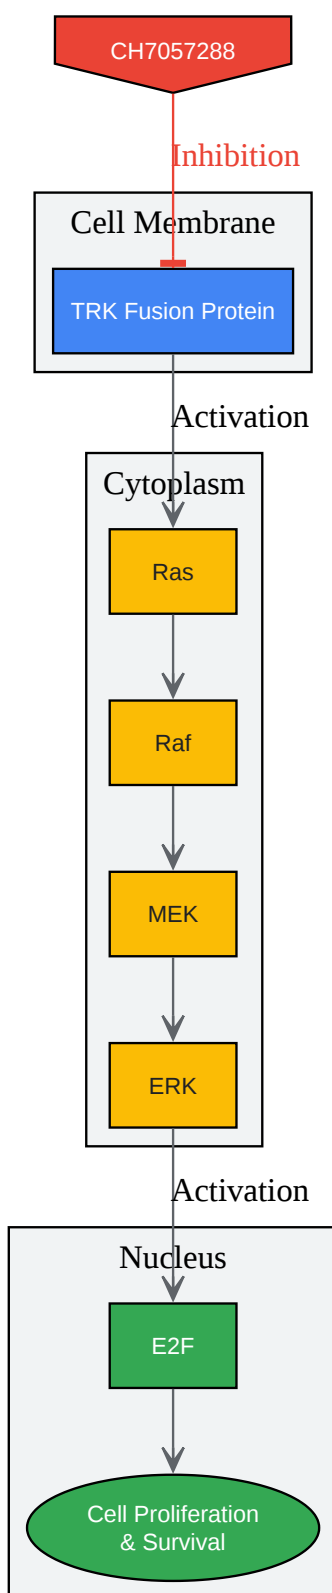 CH7057288
Inhibition
Cell Membrane
TRK Fusion Protein
Activation
Cytoplasm
Ras
Raf
MEK
ERK
Activation
Nucleus
E2F
Cell Proliferation
& Survival